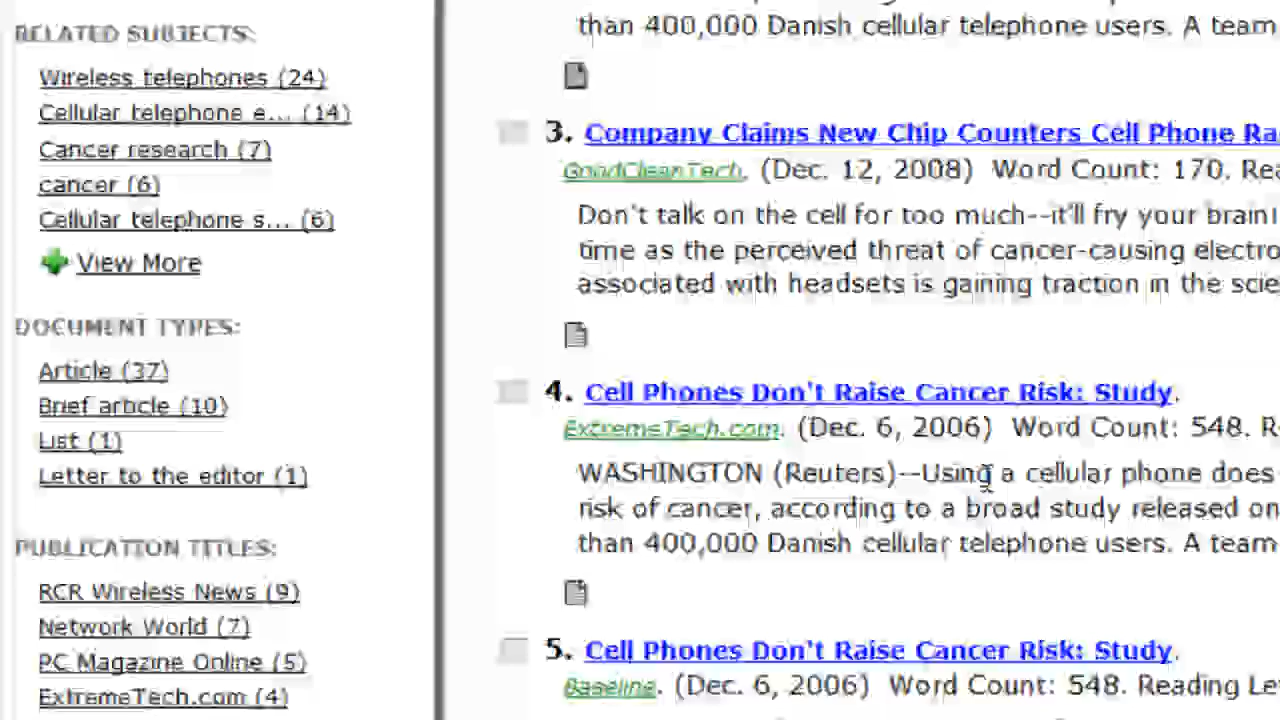 RELATED SUBJECTS:
Wireless telephones (24)
Cellular telephone e... (14)
Cancer research (7)
cancer (6)
Cellular telephone s... (6)
View More
DOCUMENT TYPES:
Article (37)
Brief article (10)
List (1)
Letter to the editor (1)
PUBLICATION TITLES:
RCR Wireless News (9)
Network World (7)
PC Magazine Online (5)
ExtremeTech.com (4)
than 400,000 Danish cellular telephone users. A team
3. Company Claims New Chip Counters Cell Phone Ra
GoodCleanTech. (Dec. 12, 2008) Word Count: 170. Rea
Don't talk on the cell for too much--it'll fry your brain!
time as the perceived threat of cancer-causing electro
associated with headsets is gaining traction in the scie
4. Cell Phones Don't Raise Cancer Risk: Study.
ExtremeTech.com. (Dec. 6, 2006) Word Count: 548. R
WASHINGTON (Reuters)—Using a cellular phone does
risk of cancer, according to a broad study released on
than 400,000 Danish cellular telephone users. A team
5. Cell Phones Don't Raise Cancer Risk: Study.
Baseline. (Dec. 6, 2006) Word Count: 548. Reading Le